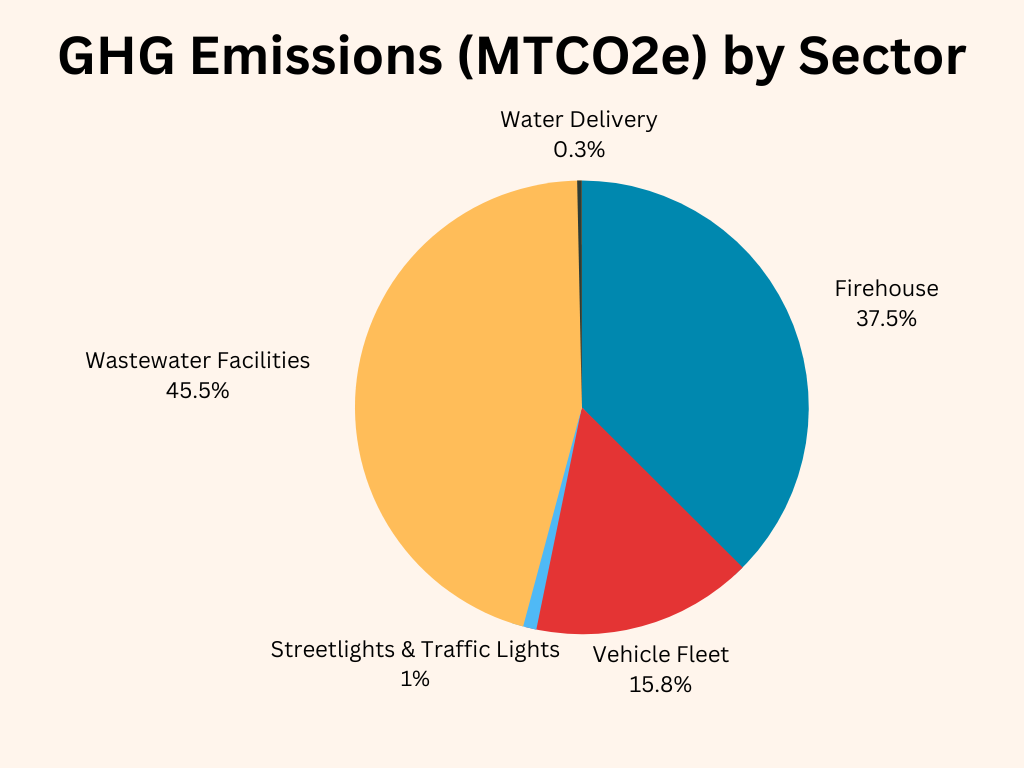 GHG Emissions (MTCO2e) by Sector
Water Delivery
0.3%
Firehouse
37.5%
Wastewater Facilities
45.5%
Streetlights & Traffic Lights
1%
Vehicle Fleet
15.8%